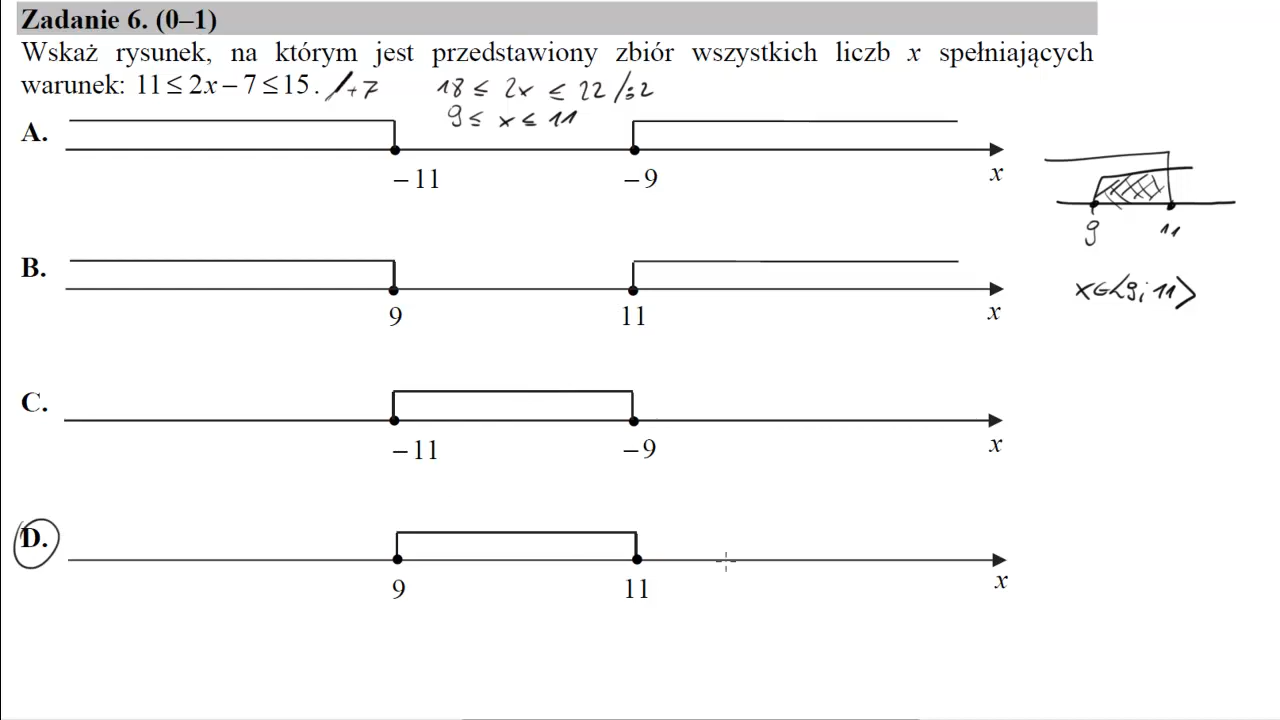 Zadanie 6. (0–1)
Wskaż rysunek, na którym jest przedstawiony zbiór wszystkich liczb x spełniających
warunek: 11 ≤ 2x – 7 ≤ 15. /+7 18 ≤ 2x ≤ 22 /:2
9 ≤ x ≤ 11
A.
–11 –9 x
9 11
x∈<9; 11>
B.
9 11 x
C.
–11 –9 x
D.
9 11 x